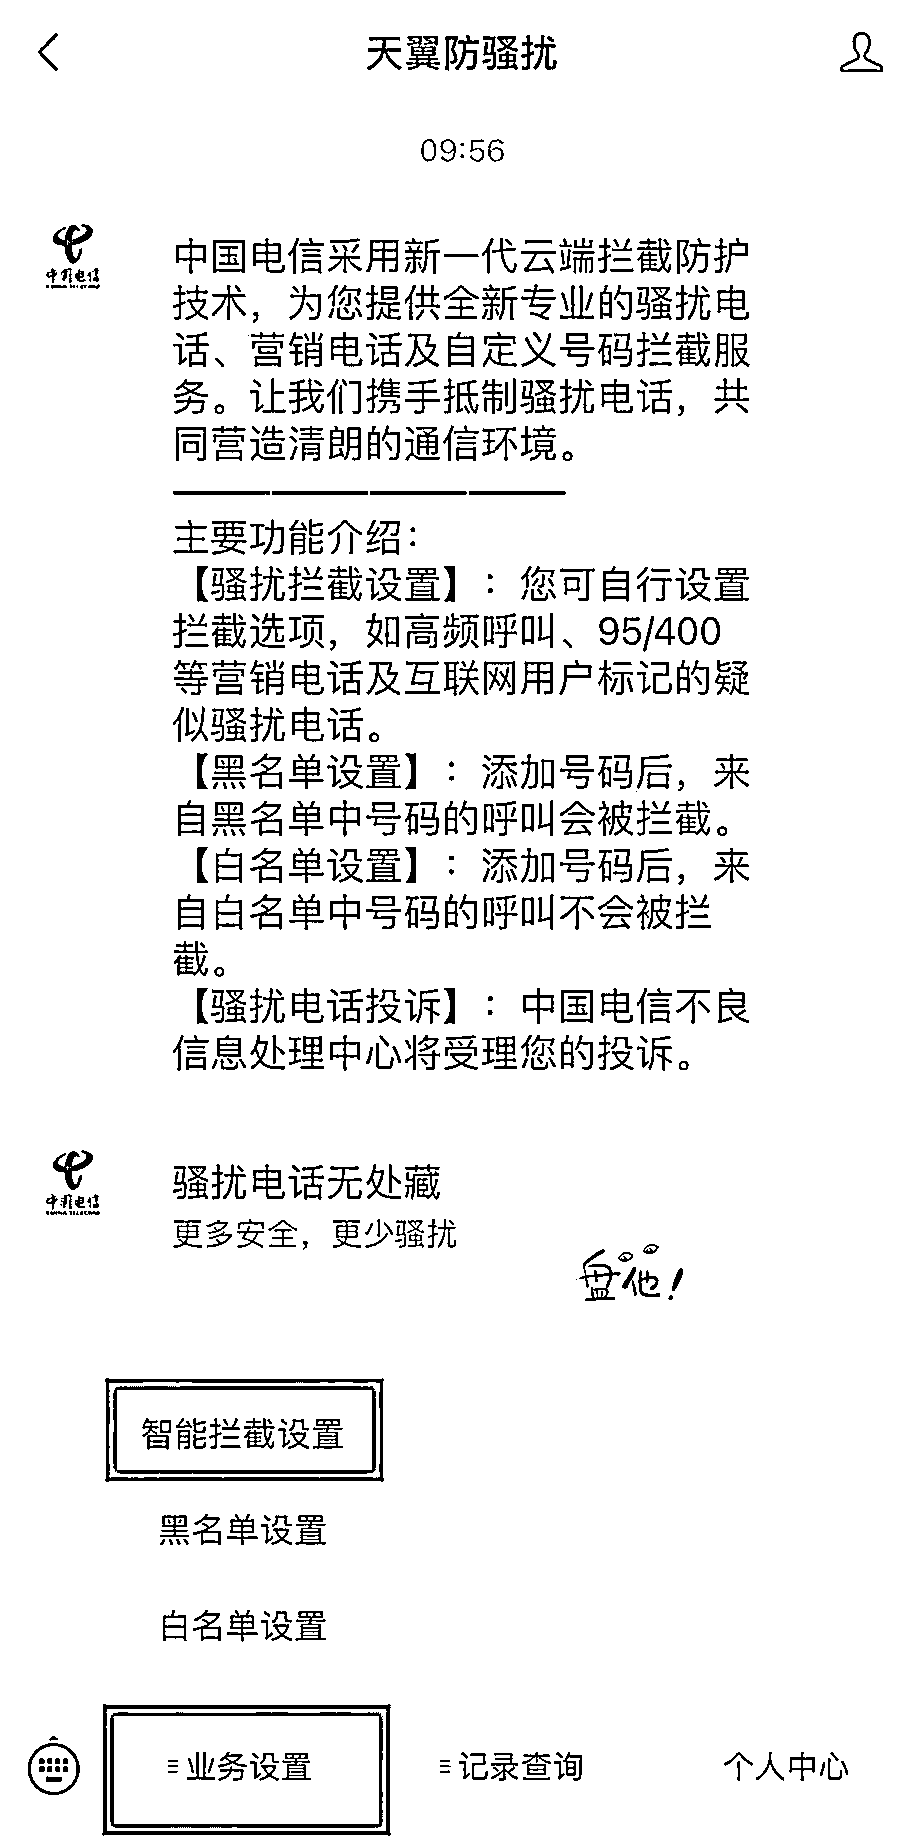 天翼防骚扰
09:56
中国电信
中国电信采用新一代云端拦截防护
技术，为您提供全新专业的骚扰电
话、营销电话及自定义号码拦截服
务。让我们携手抵制骚扰电话，共
同营造清朗的通信环境。
————————
主要功能介绍：
【骚扰拦截设置】：您可自行设置
拦截选项，如高频呼叫、95/400
等营销电话及互联网用户标记的疑
似骚扰电话。
【黑名单设置】：添加号码后，来
自黑名单中号码的呼叫会被拦截。
【白名单设置】：添加号码后，来
自白名单中号码的呼叫不会被拦
截。
【骚扰电话投诉】：中国电信不良
信息处理中心将受理您的投诉。
中国电信
骚扰电话无处藏
更多安全，更少骚扰
盘他！
智能拦截设置
黑名单设置
白名单设置
业务设置
记录查询
个人中心